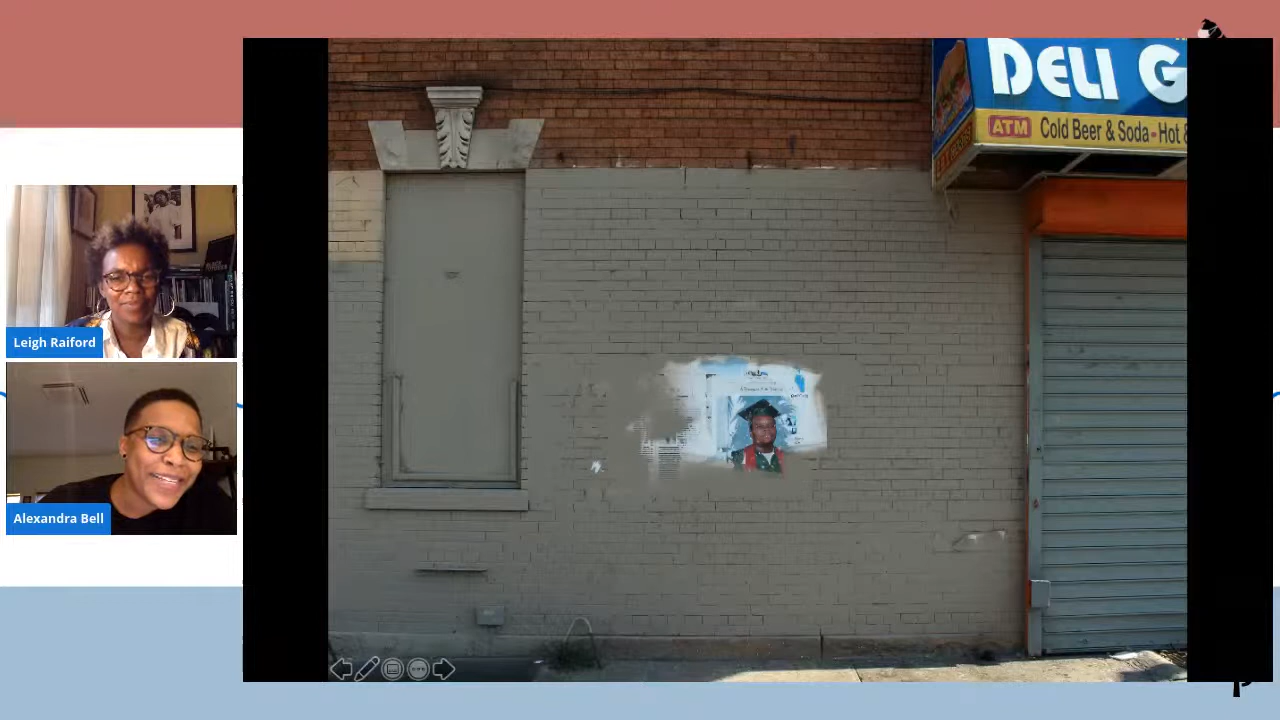 DELI G
ATM Cold Beer & Soda • Hot &
Leigh Raiford
Alexandra Bell